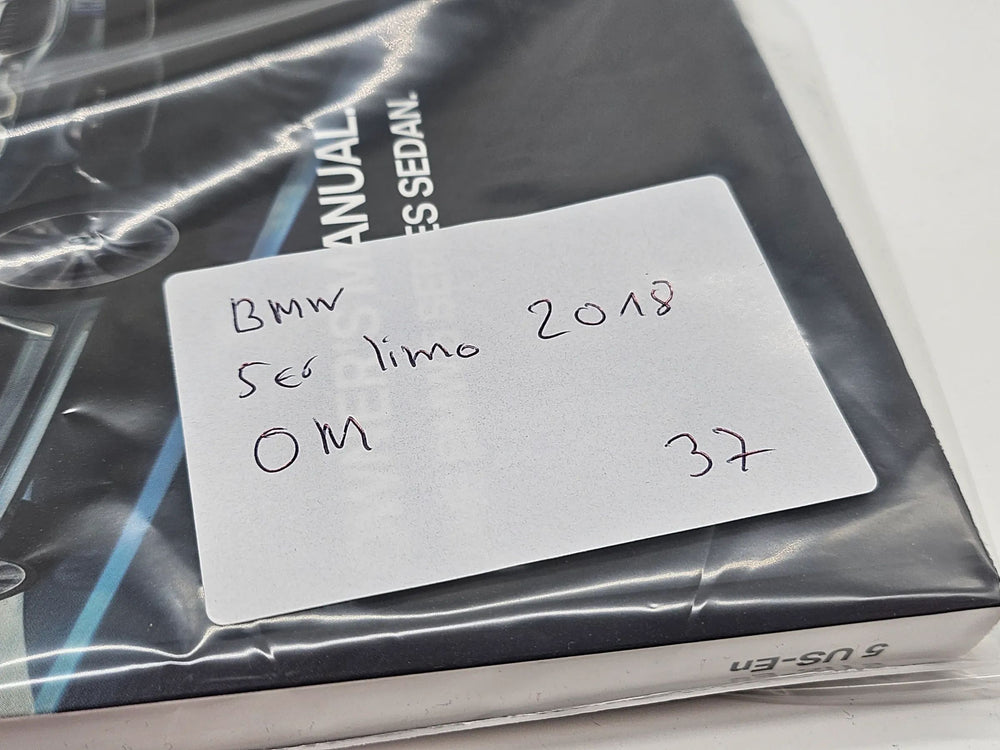 BMW
5er limo 2018
OM
37
ANUAL.
ES SEDAN.
5 US-En